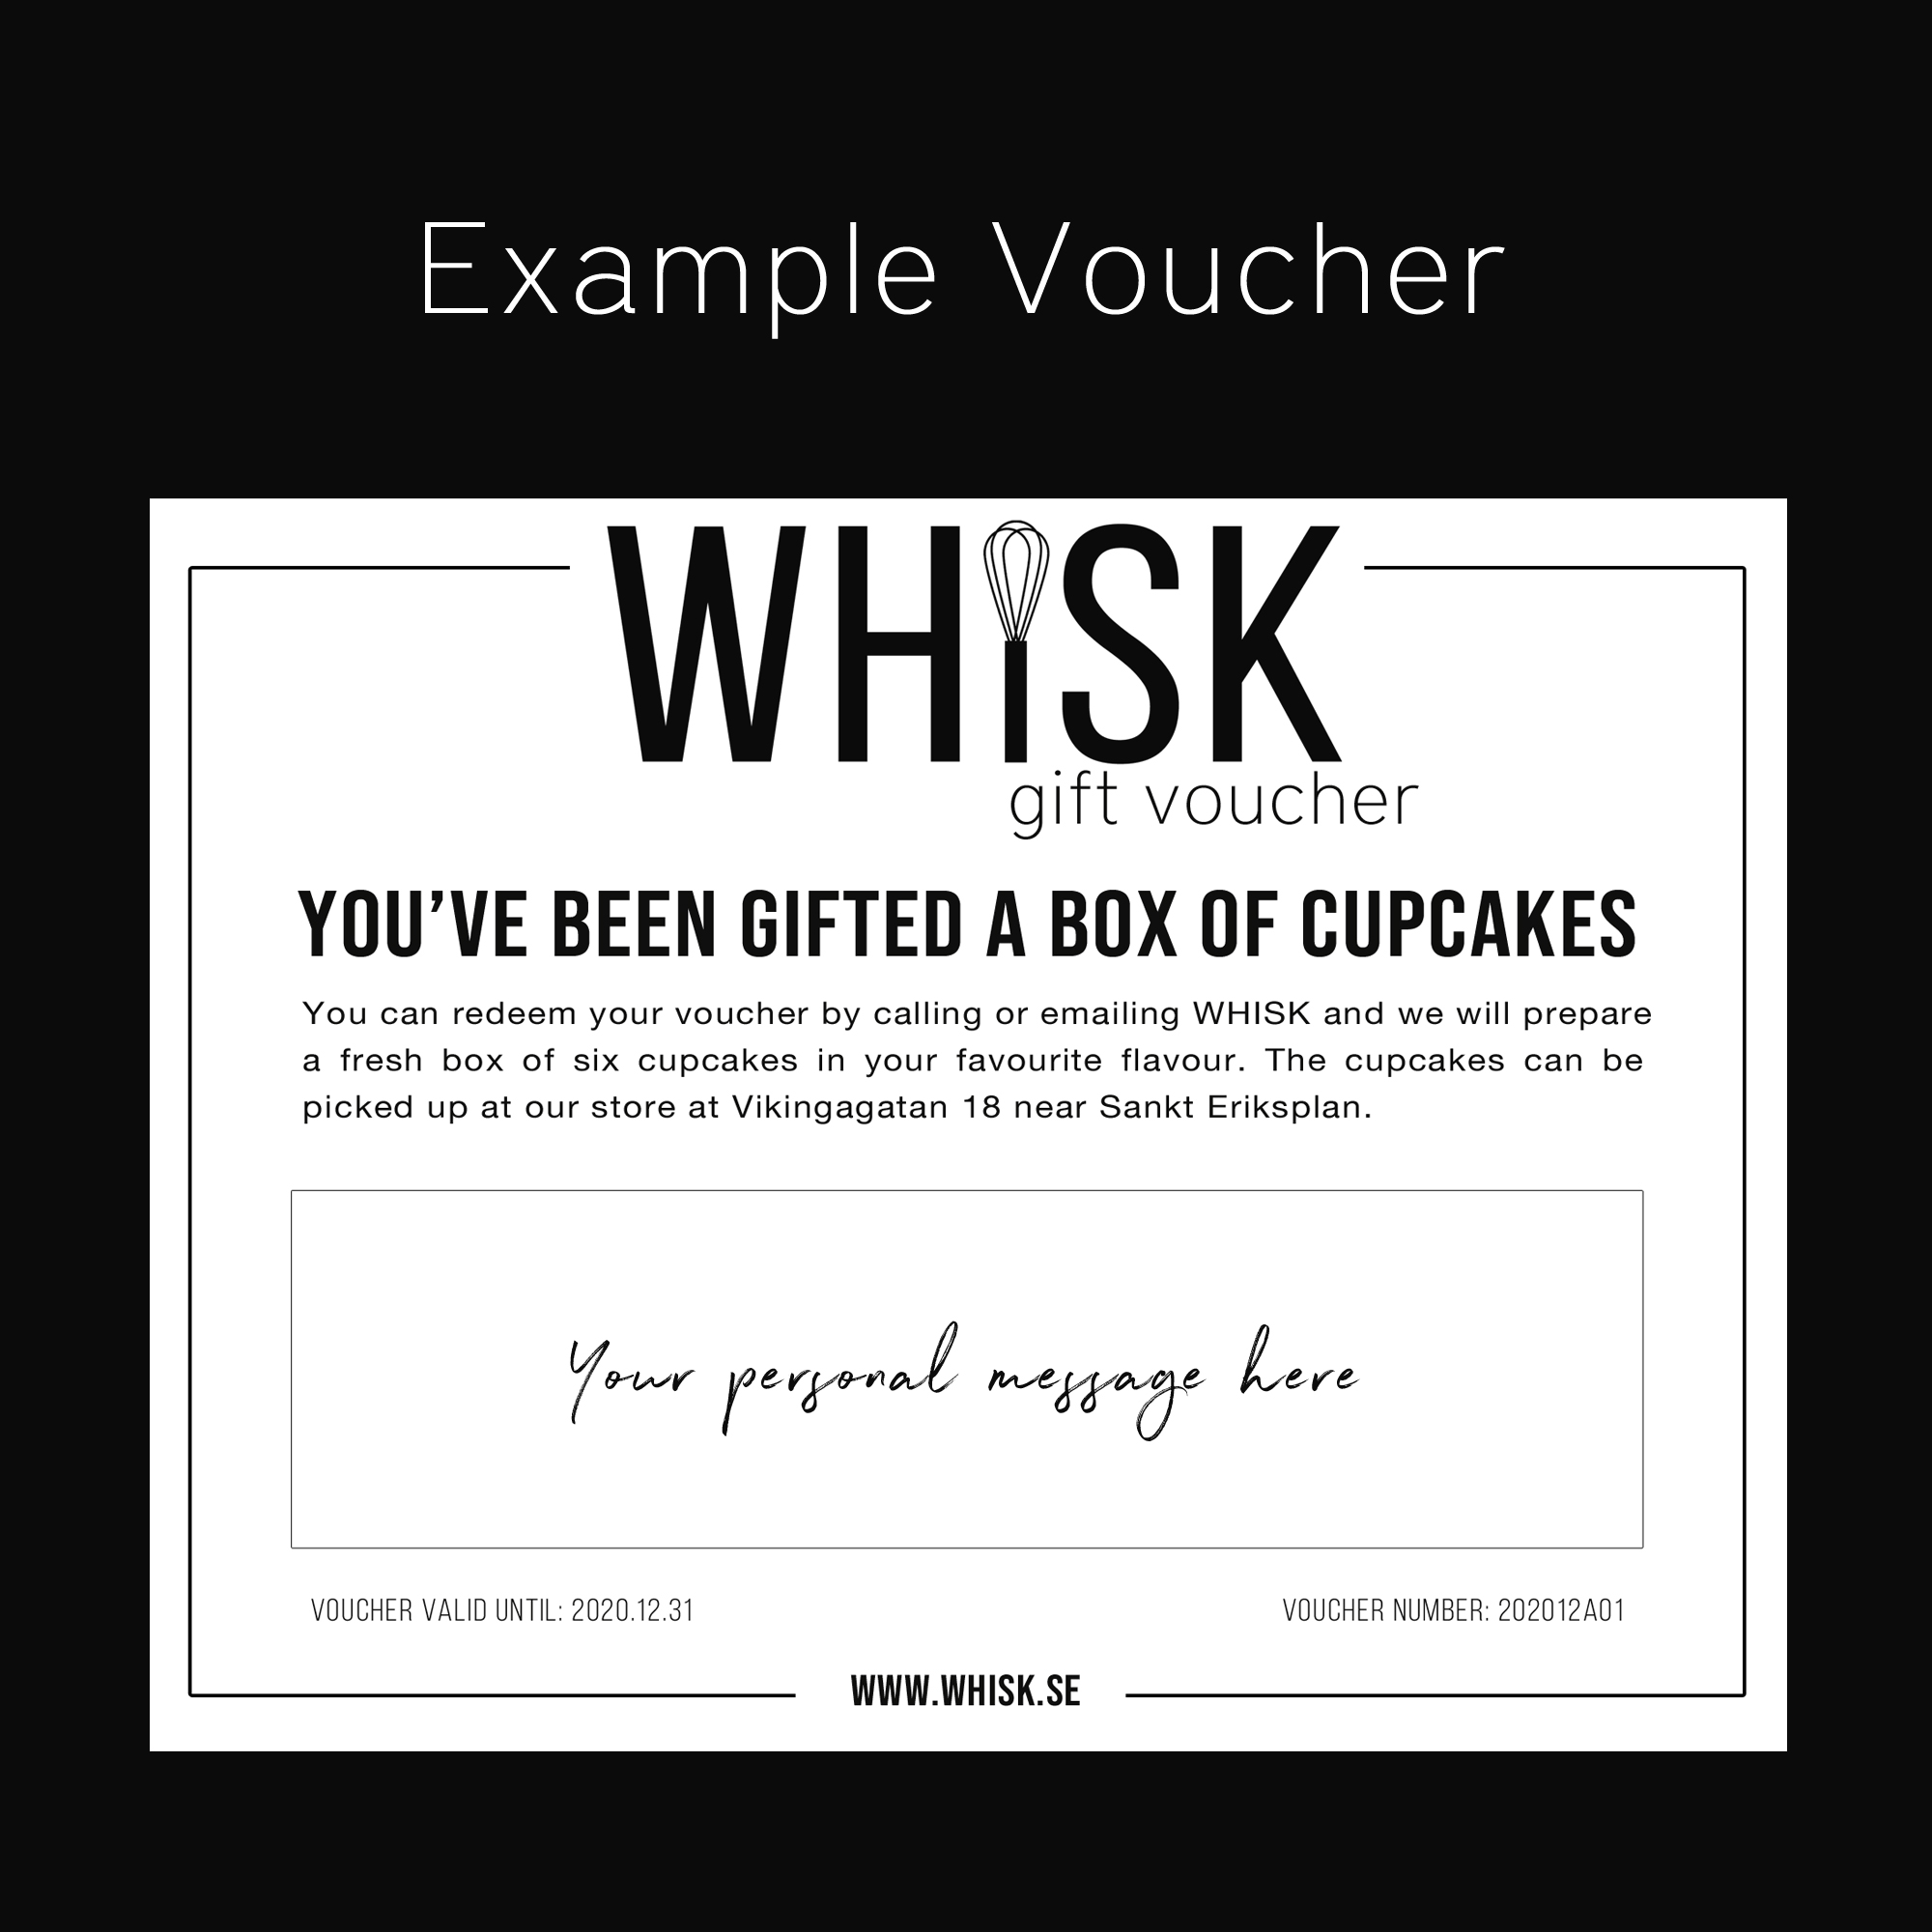 Example Voucher
WHISK
gift voucher
YOU’VE BEEN GIFTED A BOX OF CUPCAKES
You can redeem your voucher by calling or emailing WHISK and we will prepare
a fresh box of six cupcakes in your favourite flavour. The cupcakes can be
picked up at our store at Vikingagatan 18 near Sankt Eriksplan.
Your personal message here
VOUCHER VALID UNTIL: 2020.12.31
VOUCHER NUMBER: 202012A01
WWW.WHISK.SE